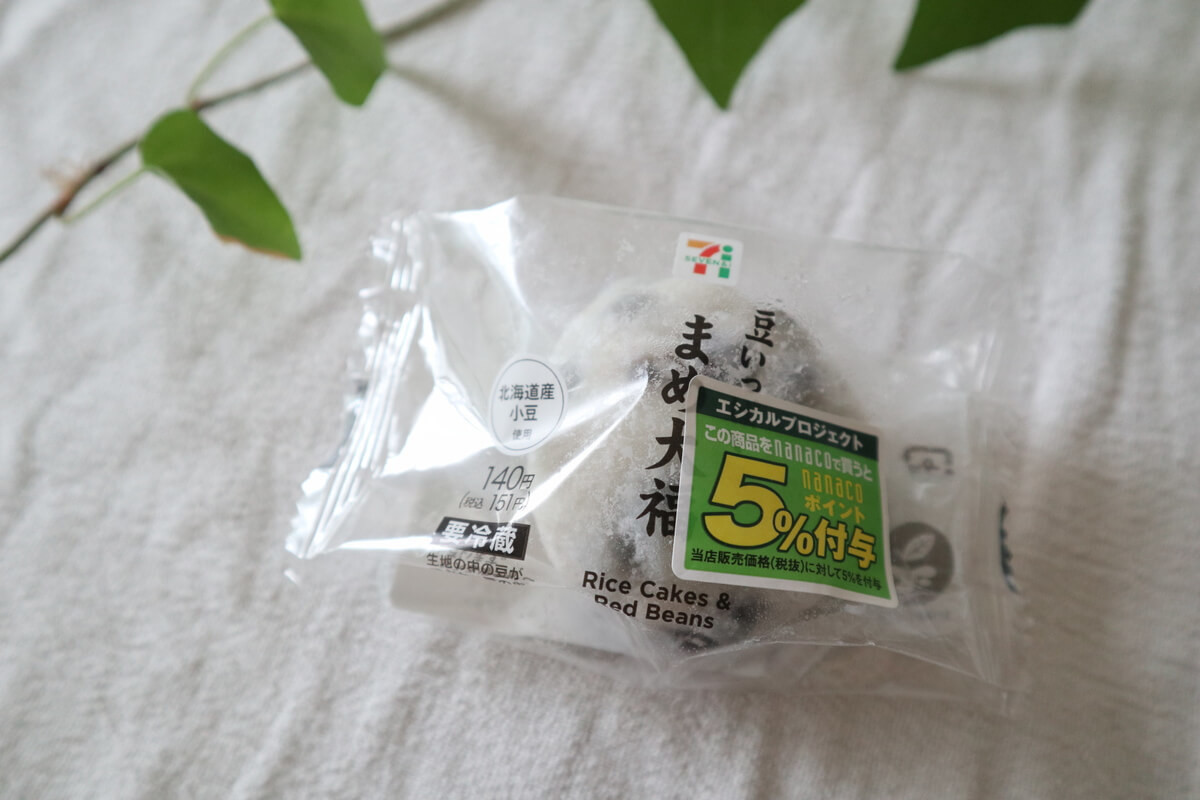 SEVEN&i
豆いっ
まめ大福
北海道産
小豆
使用
140円
(税込 151円)
要冷蔵
生地の中の豆が
Rice Cakes &
Red Beans
エシカルプロジェクト
この商品をnanacoで買うと
nanaco
ポイント
5%付与
当店販売価格(税抜)に対して5%を付与